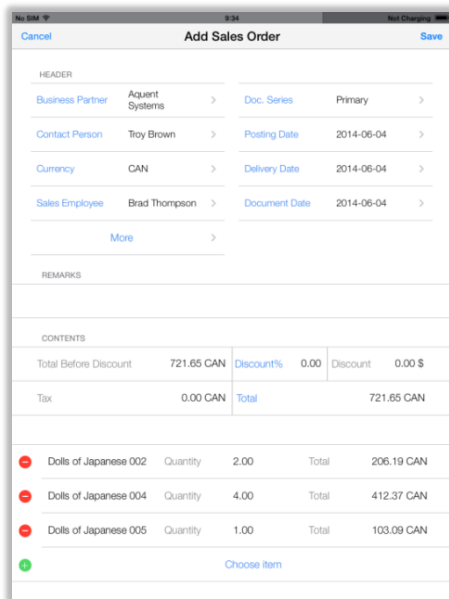 No SIM 9:34 Not Charging
Cancel Add Sales Order Save
HEADER
Business Partner Aquent Systems Doc. Series Primary
Contact Person Troy Brown Posting Date 2014-06-04
Currency CAN Delivery Date 2014-06-04
Sales Employee Brad Thompson Document Date 2014-06-04
More
REMARKS
CONTENTS
Total Before Discount 721.65 CAN Discount% 0.00 Discount 0.00 $
Tax 0.00 CAN Total 721.65 CAN
Dolls of Japanese 002 Quantity 2.00 Total 206.19 CAN
Dolls of Japanese 004 Quantity 4.00 Total 412.37 CAN
Dolls of Japanese 005 Quantity 1.00 Total 103.09 CAN
Choose item